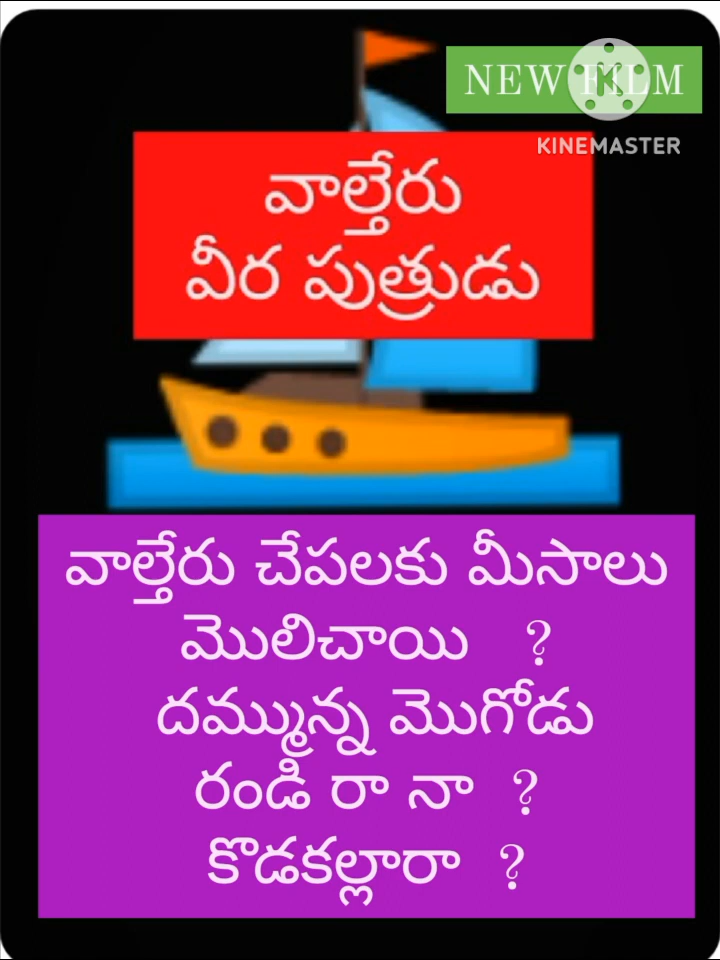 NEW FILM
KINEMASTER
వాల్తేరు
వీర పుత్రుడు
వాల్తేరు చేపలకు మీసాలు
మొలిచాయి ?
దమ్మున్న మొగోడు
రండి రా నా ?
కొడకల్లారా ?